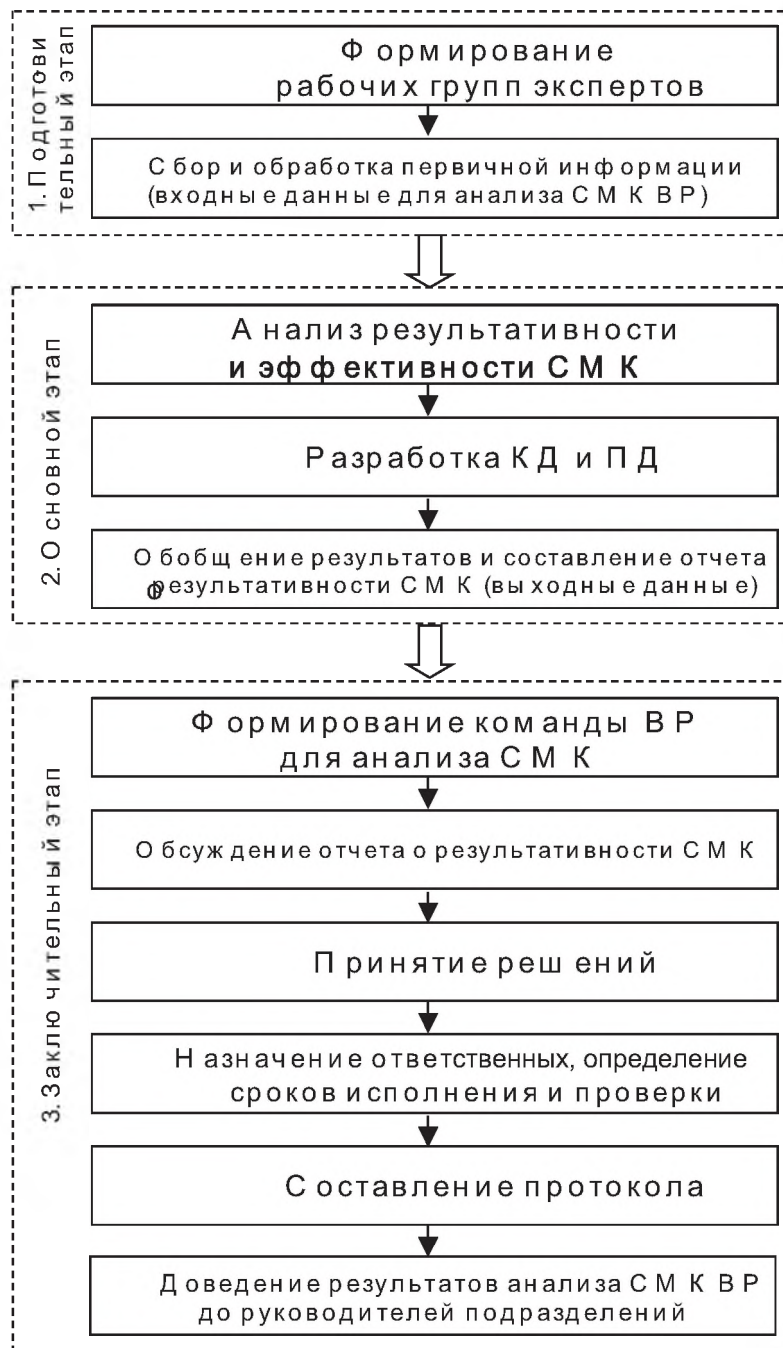 1. Подготови
тельный этап
Формирование
рабочих групп экспертов
Сбор и обработка первичной информации
(входные данные для анализа СМК ВР)
2. Основной этап
Анализ результативности
и эффективности СМК
Разработка КД и ПД
Обобщение результатов и составление отчета
о результативности СМК (выходные данные)
3. Заключительный этап
Формирование команды ВР
для анализа СМК
Обсуждение отчета о результативности СМК
Принятие решений
Назначение ответственных, определение
сроков исполнения и проверки
Составление протокола
Доведение результатов анализа СМК ВР
до руководителей подразделений